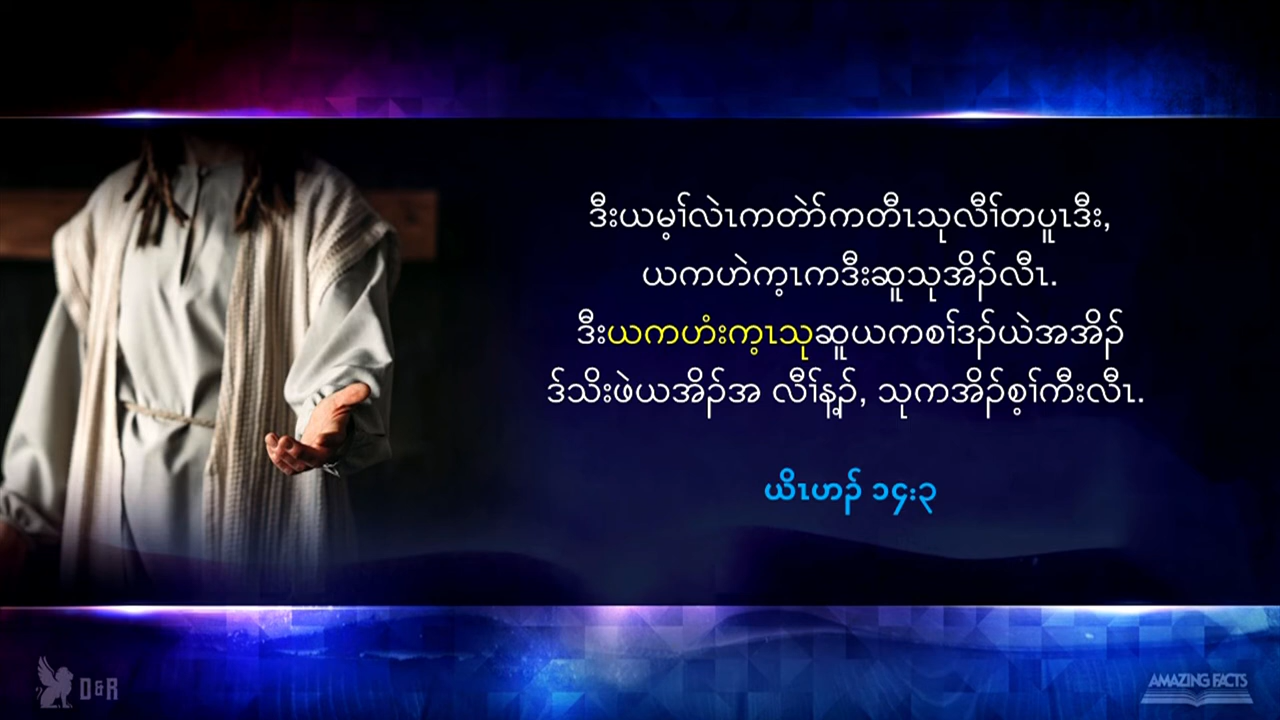 ဒီးယမ့ၢ်လဲၤကတဲာ်ကတီၤသုလီၢ်တပူၤဒီး,
ယကဟဲက့ၤကဒီးဆူသုအိၣ်လီၤ.
ဒီးယကဟံးက့ၤသုဆူယကစၢ်ဒၣ်ယဲအအိၣ်
ဒ်သိးဖဲယအိၣ်အ လီၢ်န့ၣ်, သုကအိၣ်စ့ၢ်ကီးလီၤ.
ယိၤဟၣ် ၁၄း၃
D&R
AMAZING FACTS